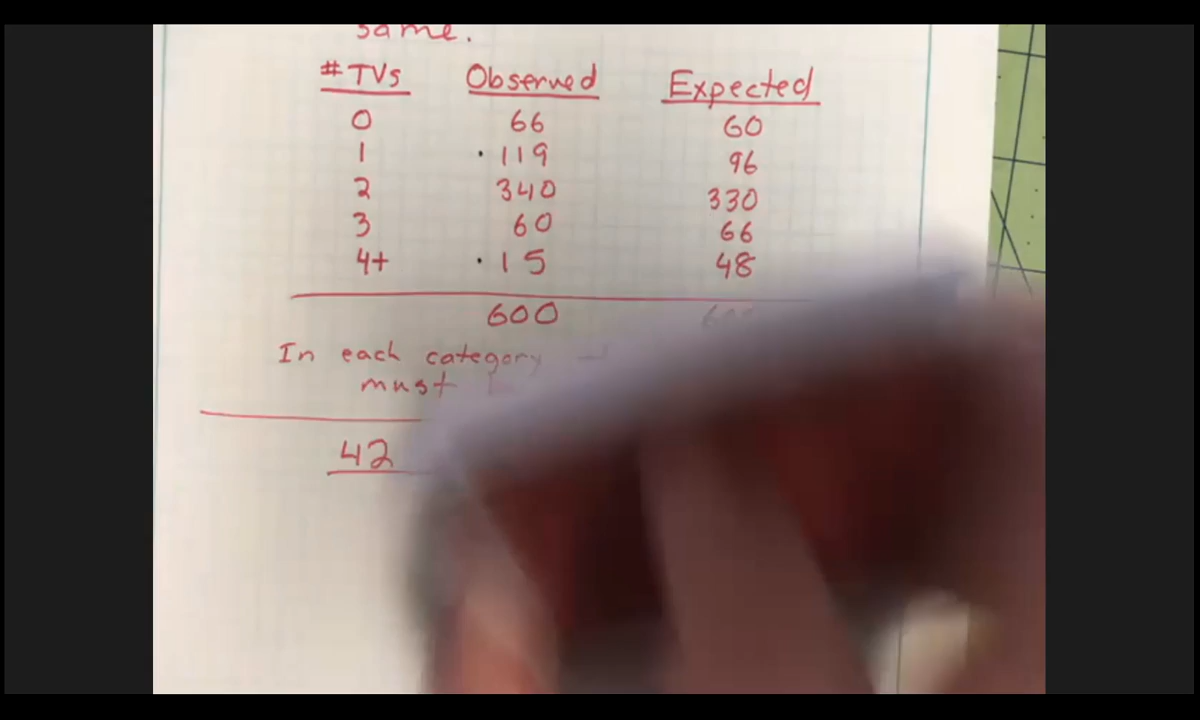 same.
# TVs Observed Expected
0 66 60
1 119 96
2 340 330
3 60 66
4+ 15 48
600
In each category
must
42